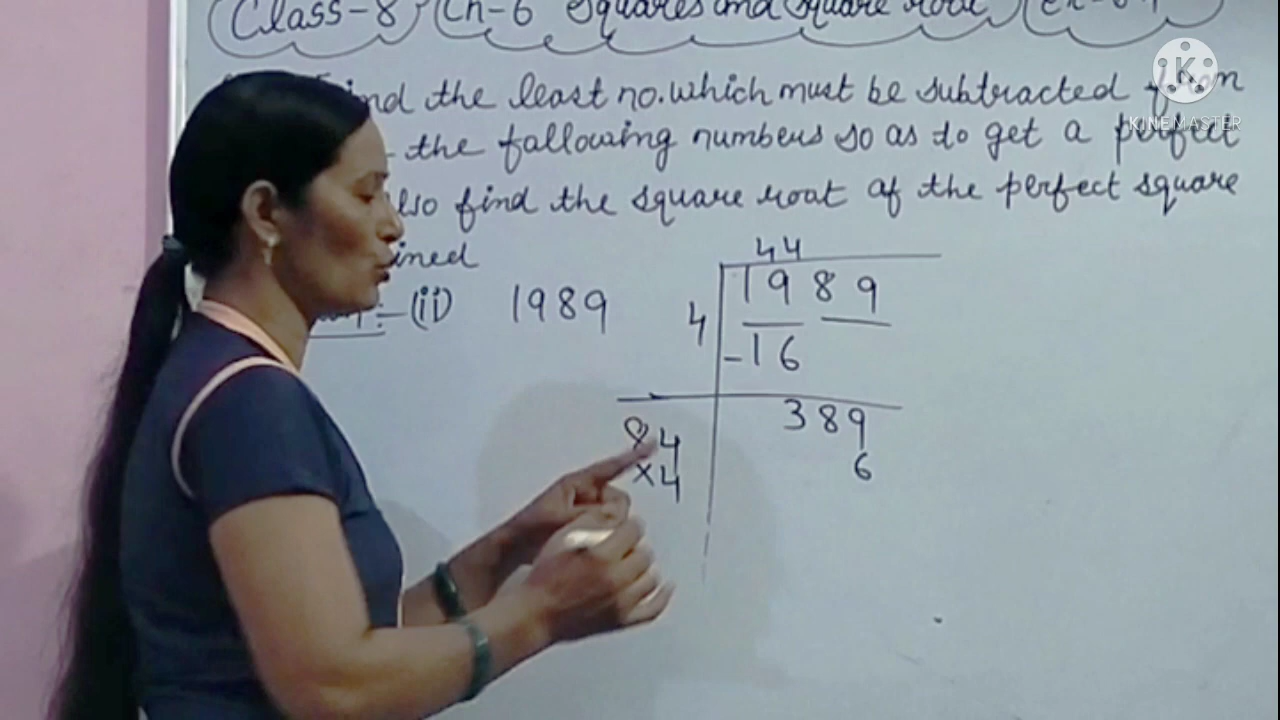 Class-8 Ch-6 Squares and Square root
ind the least no. which must be subtracted from
the following numbers so as to get a perfect
lso find the square root of the perfect square
ined
(ii) 1989
44
4 1989
-16
389
84 6
×4
K
KINEMASTER